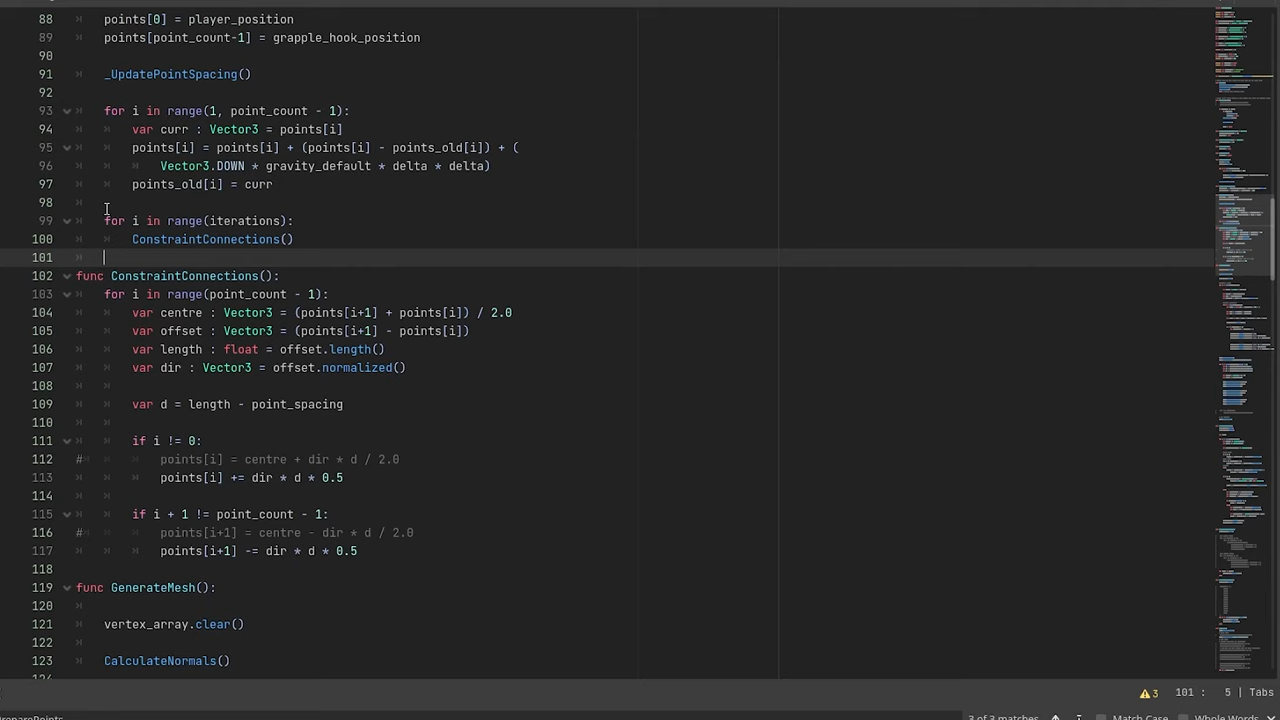 88 points[0] = player_position
89 points[point_count-1] = grapple_hook_position
90
91 _UpdatePointSpacing()
92
93 for i in range(1, point_count - 1):
94 var curr : Vector3 = points[i]
95 points[i] = points[i] + (points[i] - points_old[i]) + (
96 Vector3.DOWN * gravity_default * delta * delta)
97 points_old[i] = curr
98
99 for i in range(iterations):
100 ConstraintConnections()
101
102 func ConstraintConnections():
103 for i in range(point_count - 1):
104 var centre : Vector3 = (points[i+1] + points[i]) / 2.0
105 var offset : Vector3 = (points[i+1] - points[i])
106 var length : float = offset.length()
107 var dir : Vector3 = offset.normalized()
108
109 var d = length - point_spacing
110
111 if i != 0:
112 # points[i] = centre + dir * d / 2.0
113 points[i] += dir * d * 0.5
114
115 if i + 1 != point_count - 1:
116 # points[i+1] = centre - dir * d / 2.0
117 points[i+1] -= dir * d * 0.5
118
119 func GenerateMesh():
120
121 vertex_array.clear()
122
123 CalculateNormals()
124
3 101 : 5 | Tabs
3 of 3 matches Match Case Whole Words